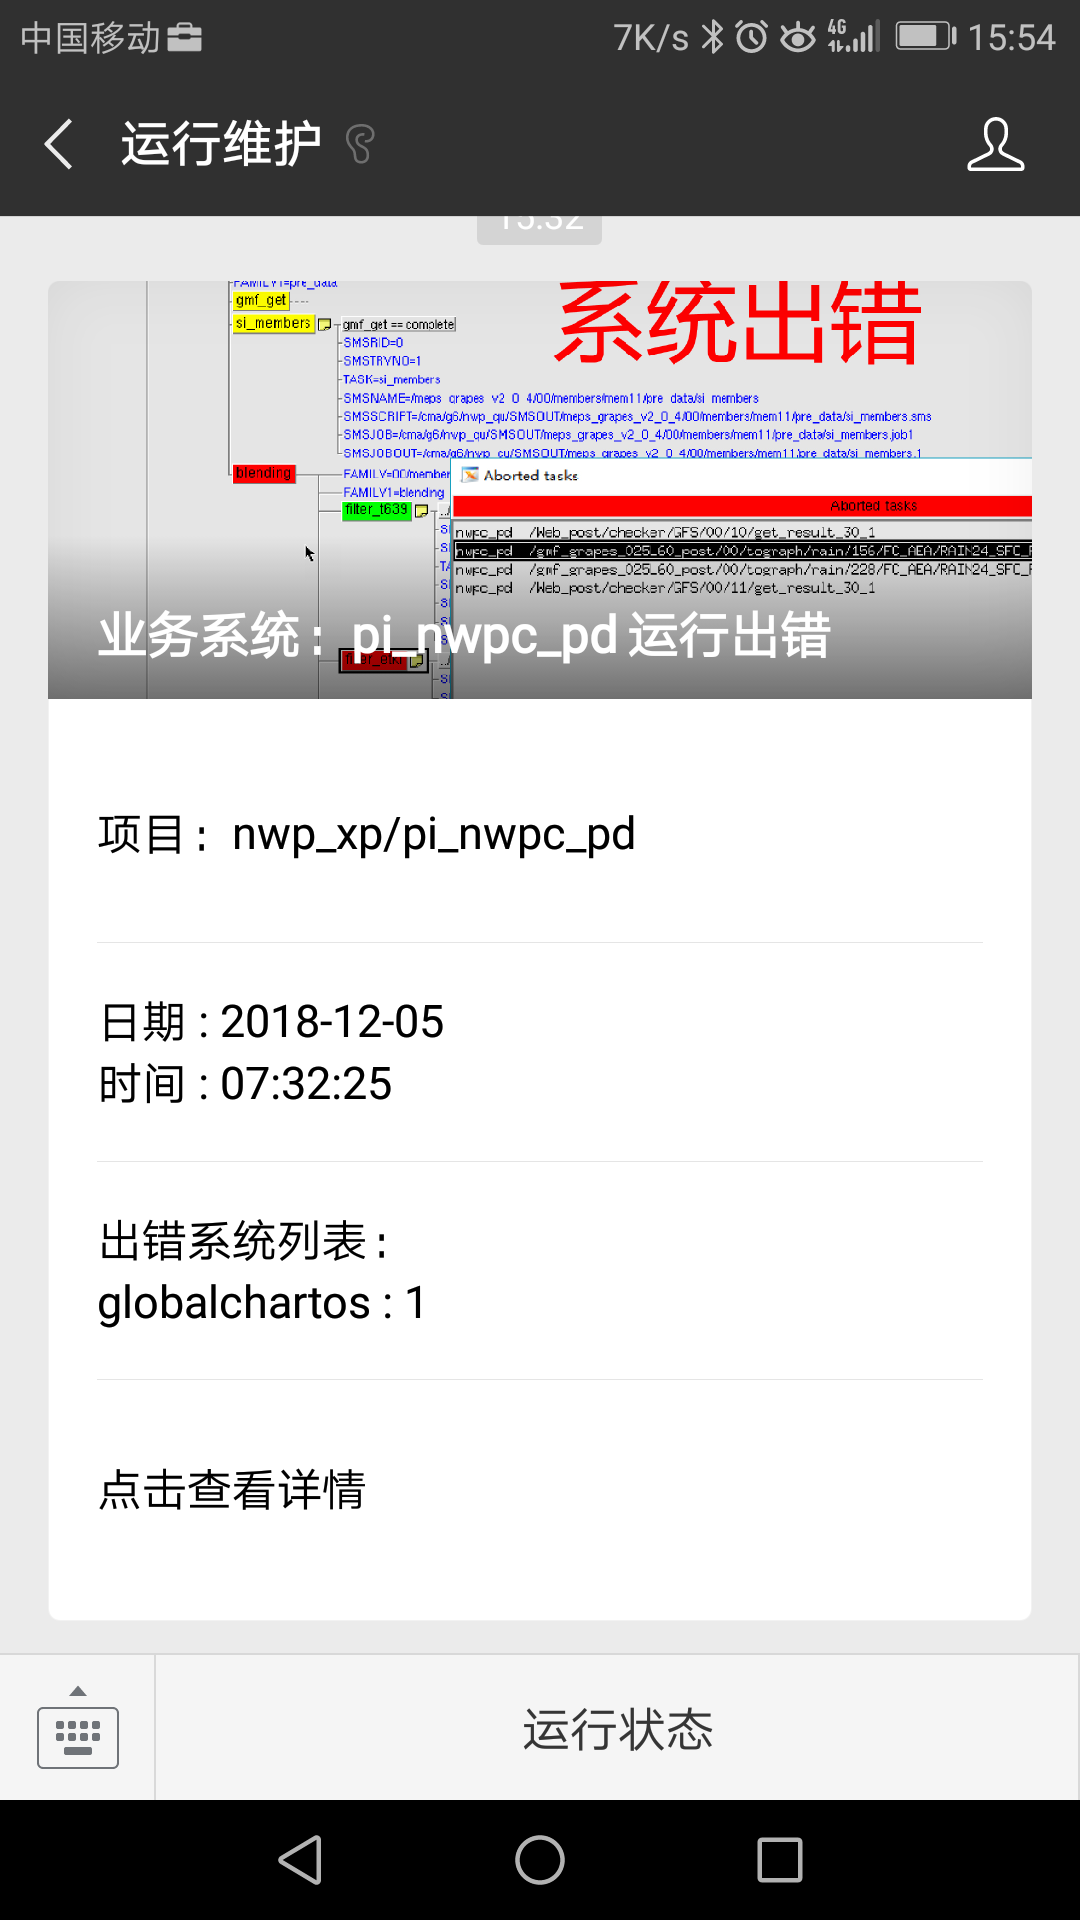 中国移动
7K/s
4G
15:54
运行维护
15:32
系统出错
FAMILY1=pre_data
gmf_get
si_members
gmf_get == complete
SMSRID=0
SMSTRYNO=1
TASK=si_members
SMSNAME=/meps_grapes_v2_0_4/00/members/mem11/pre_data/si_members
SMSSCRIPT=/cma/g6/nwp_qu/SMSOUT/meps_grapes_v2_0_4/00/members/mem11/pre_data/si_members.sms
SMSJOB=/cma/g6/nwp_qu/SMSOUT/meps_grapes_v2_0_4/00/members/mem11/pre_data/si_members.job1
SMSJOBOUT=/cma/g6/nwp_qu/SMSOUT/meps_grapes_v2_0_4/00/members/mem11/pre_data/si_members.1
blending
FAMILY=00/member
FAMILY1=blending
filter_t639
Aborted tasks
Aborted tasks
nwpc_pd /Web_post/checker/GFS/00/10/get_result_30_1
nwpc_pd /gmf_grapes_025L60_post/00/tograph/rain/156/FC_AEA/RAIN24_SFC_F
nwpc_pd /gmf_grapes_025L60_post/00/tograph/rain/228/FC_AEA/RAIN24_SFC_F
nwpc_pd /Web_post/checker/GFS/00/11/get_result_30_1
业务系统: pi_nwpc_pd 运行出错
项目: nwp_xp/pi_nwpc_pd
日期 : 2018-12-05
时间 : 07:32:25
出错系统列表 :
globalchartos : 1
点击查看详情
运行状态